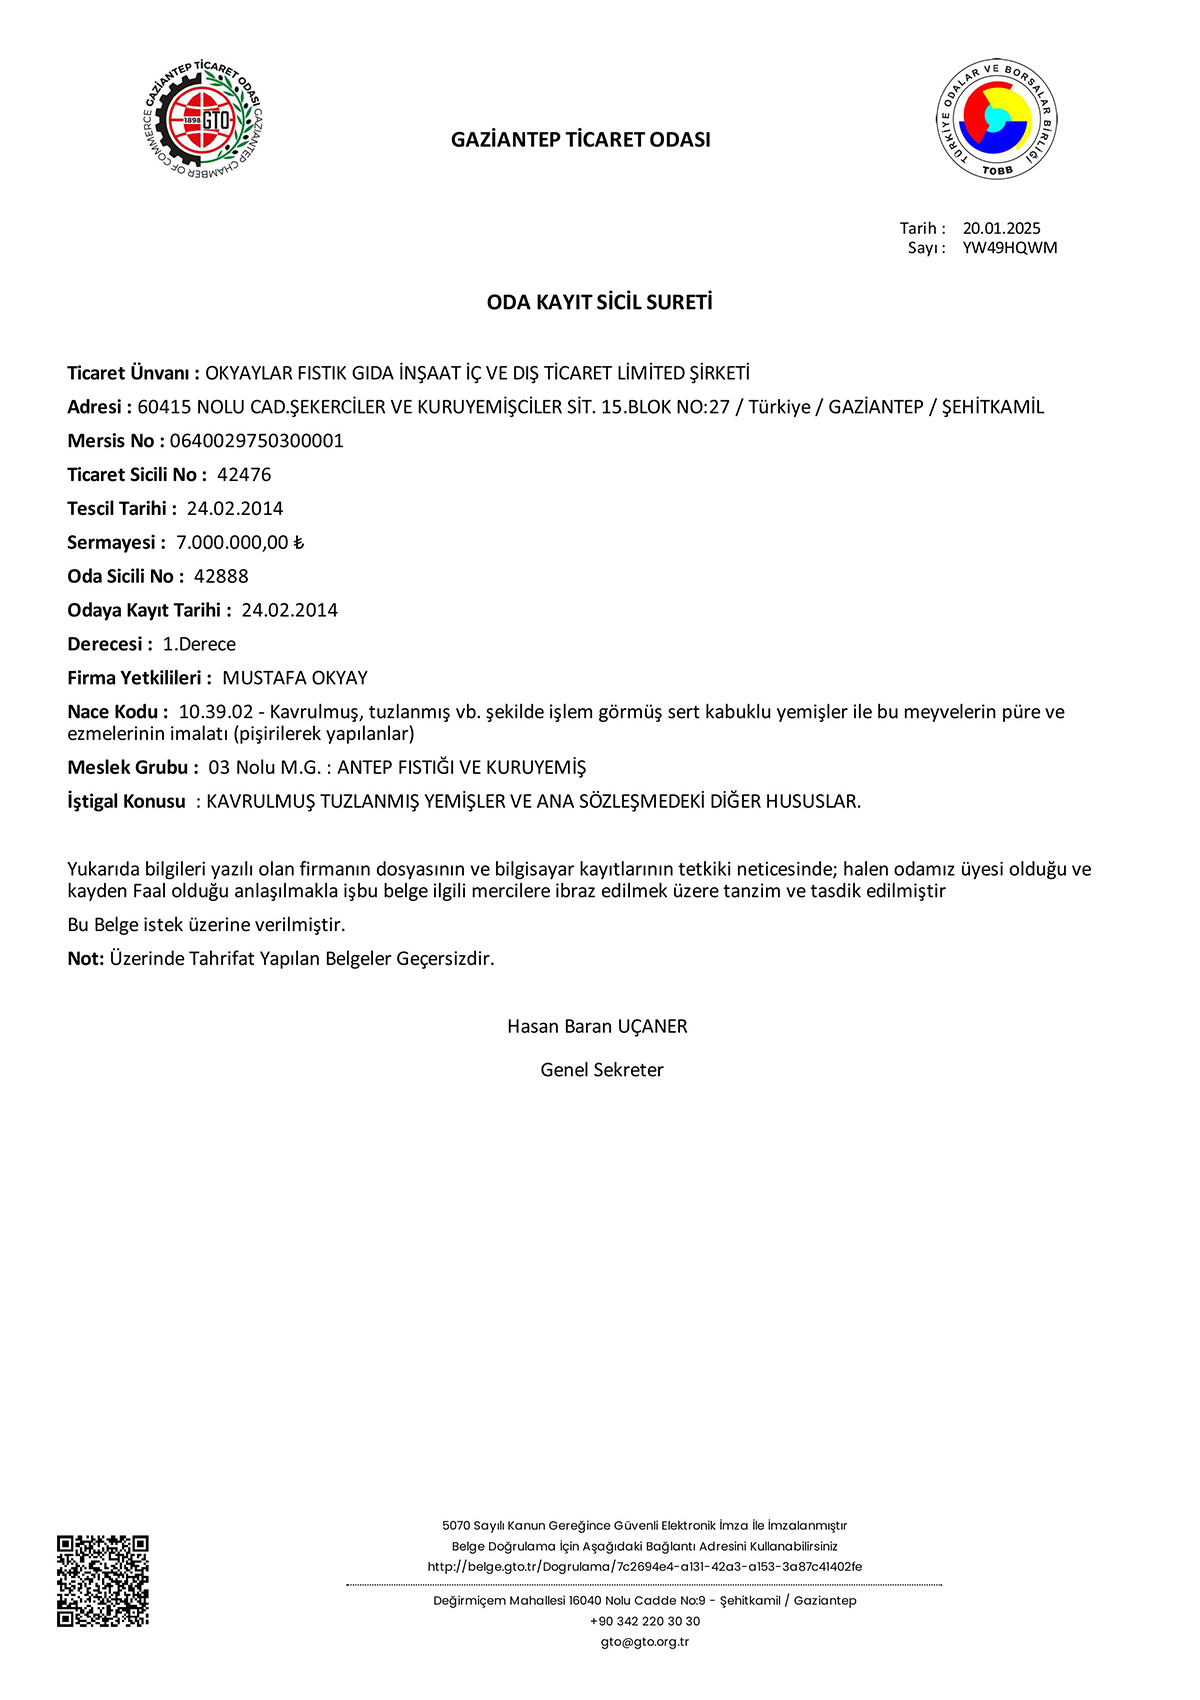 GAZİANTEP TİCARET ODASI
GAZIANTEP CHAMBER OF COMMERCE
1898 GTO
GAZİANTEP TİCARET ODASI
TÜRKİYE ODALAR VE BORSALAR BİRLİĞİ
TOBB
Tarih : 20.01.2025
Sayı : YW49HQWM
ODA KAYIT SİCİL SURETİ
Ticaret Ünvanı : OKYAYLAR FISTIK GIDA İNŞAAT İÇ VE DIŞ TİCARET LİMİTED ŞİRKETİ
Adresi : 60415 NOLU CAD.ŞEKERCİLER VE KURUYEMİŞCİLER SİT. 15.BLOK NO:27 / Türkiye / GAZİANTEP / ŞEHİTKAMİL
Mersis No : 0640029750300001
Ticaret Sicili No : 42476
Tescil Tarihi : 24.02.2014
Sermayesi : 7.000.000,00 ₺
Oda Sicili No : 42888
Odaya Kayıt Tarihi : 24.02.2014
Derecesi : 1.Derece
Firma Yetkilileri : MUSTAFA OKYAY
Nace Kodu : 10.39.02 - Kavrulmuş, tuzlanmış vb. şekilde işlem görmüş sert kabuklu yemişler ile bu meyvelerin püre ve
ezmelerinin imalatı (pişirilerek yapılanlar)
Meslek Grubu : 03 Nolu M.G. : ANTEP FISTIĞI VE KURUYEMİŞ
İştigal Konusu : KAVRULMUŞ TUZLANMIŞ YEMİŞLER VE ANA SÖZLEŞMEDEKİ DİĞER HUSUSLAR.
Yukarıda bilgileri yazılı olan firmanın dosyasının ve bilgisayar kayıtlarının tetkiki neticesinde; halen odamız üyesi olduğu ve
kayden Faal olduğu anlaşılmakla işbu belge ilgili mercilere ibraz edilmek üzere tanzim ve tasdik edilmiştir
Bu Belge istek üzerine verilmiştir.
Not: Üzerinde Tahrifat Yapılan Belgeler Geçersizdir.
Hasan Baran UÇANER
Genel Sekreter
5070 Sayılı Kanun Gereğince Güvenli Elektronik İmza İle İmzalanmıştır
Belge Doğrulama İçin Aşağıdaki Bağlantı Adresini Kullanabilirsiniz
http://belge.gto.tr/Dogrulama/7c2694e4-a131-42a3-a153-3a87c41402fe
Değirmiçem Mahallesi 16040 Nolu Cadde No:9 - Şehitkamil / Gaziantep
+90 342 220 30 30
gto@gto.org.tr